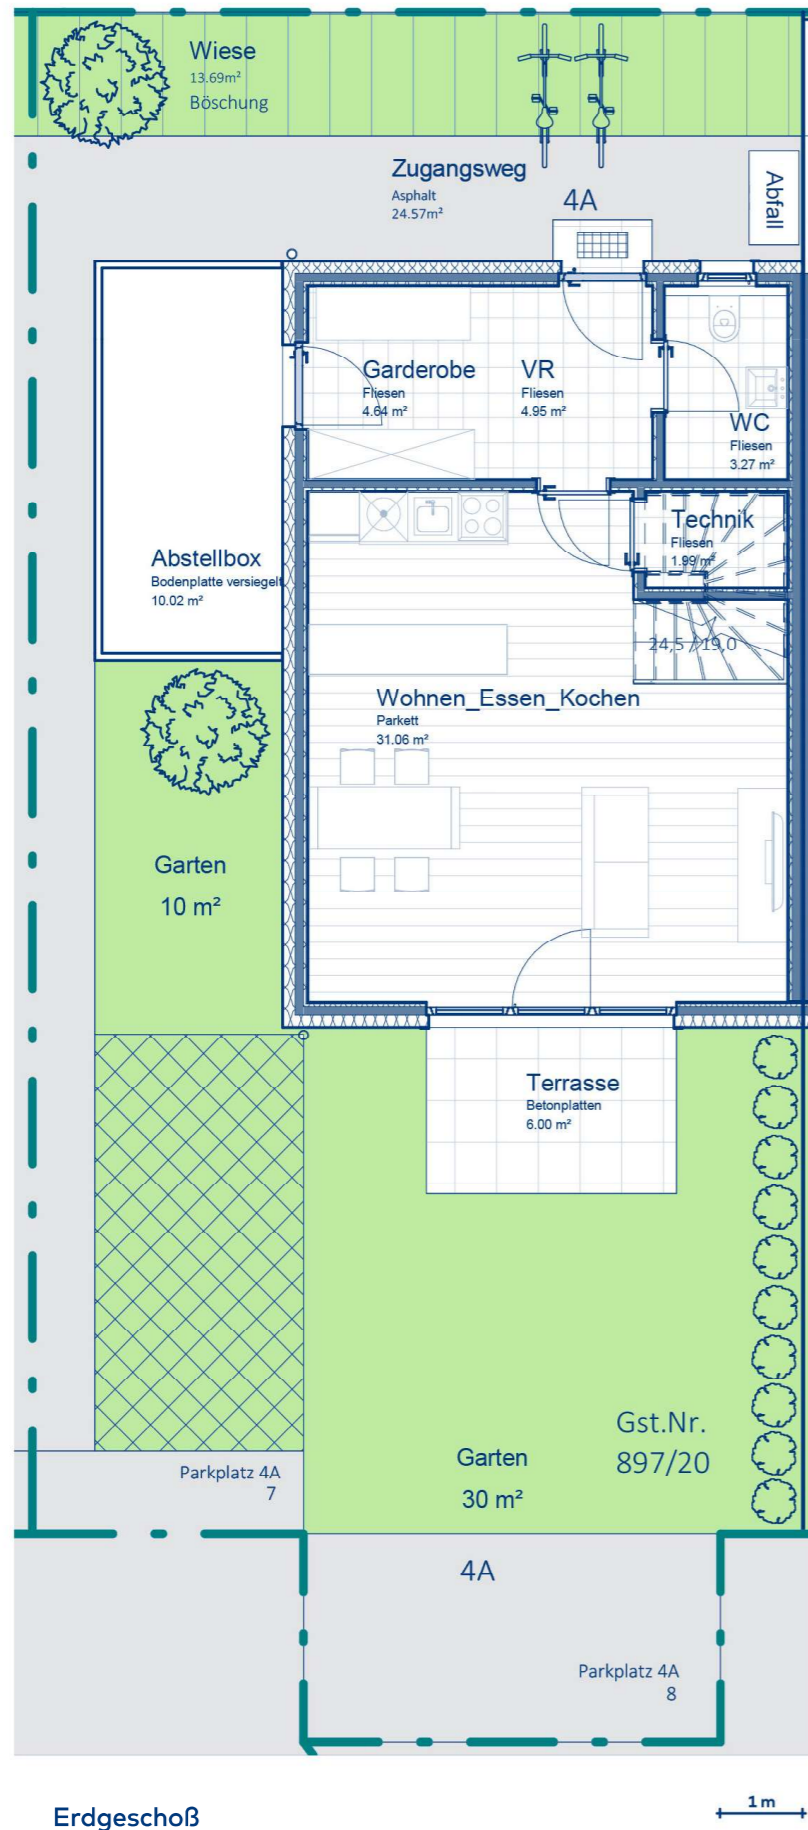 Wiese
13.69m²
Böschung
Zugangsweg
Asphalt
24.57m²
4A
Abfall
Garderobe
Fliesen
4.64 m²
VR
Fliesen
4.95 m²
WC
Fliesen
3.27 m²
Technik
Fliesen
1.99 m²
Abstellbox
Bodenplatte versiegelt
10.02 m²
24,5 / 19,0
Wohnen_Essen_Kochen
Parkett
31.06 m²
Garten
10 m²
Terrasse
Betonplatten
6.00 m²
Gst.Nr.
897/20
Garten
30 m²
Parkplatz 4A
7
4A
Parkplatz 4A
8
Erdgeschoß
1 m